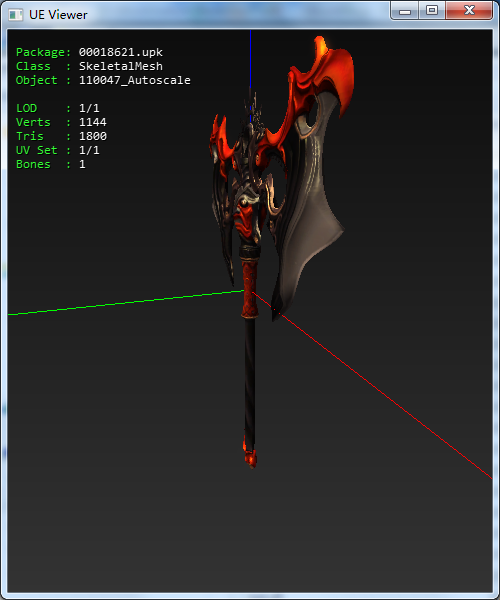 UE Viewer
Package: 00018621.upk
Class  : SkeletalMesh
Object : 110047_Autoscale
LOD    : 1/1
Verts  : 1144
Tris   : 1800
UV Set : 1/1
Bones  : 1